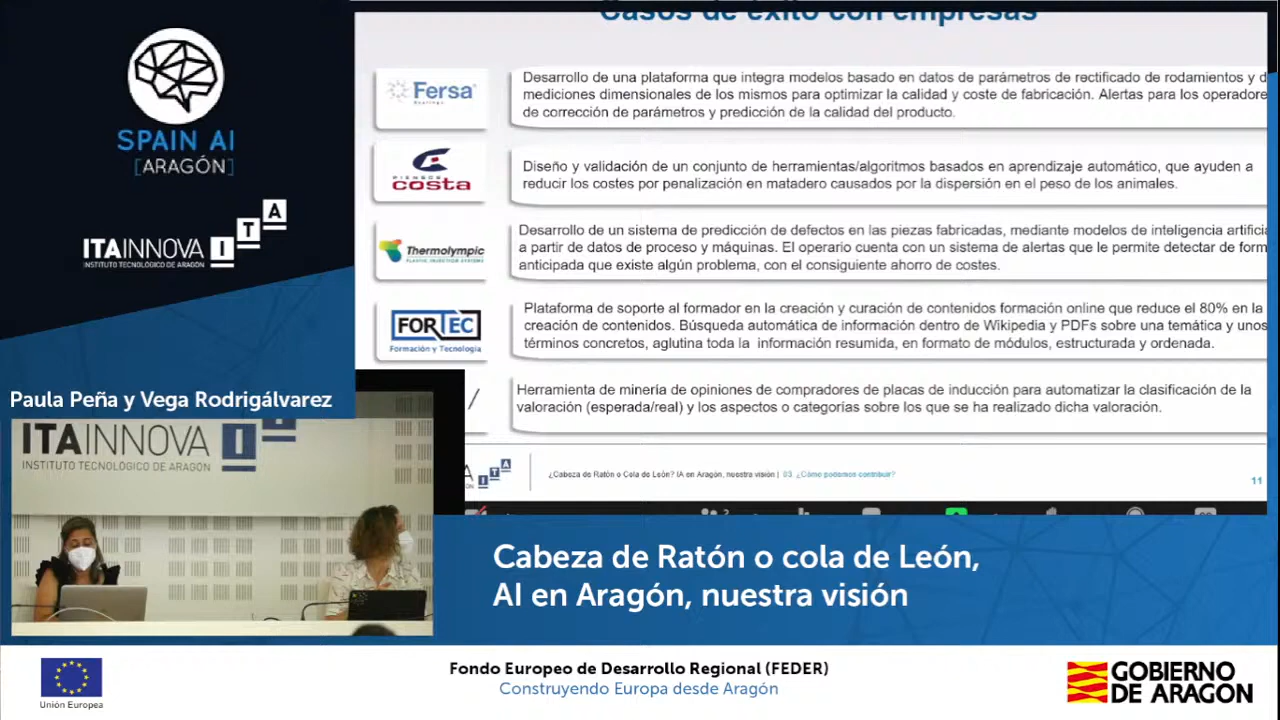 SPAIN AI
[ARAGÓN]
ITAINNOVA
INSTITUTO TECNOLÓGICO DE ARAGÓN
I T A
Casos de éxito con empresas
Fersa
Bearings
Desarrollo de una plataforma que integra modelos basado en datos de parámetros de rectificado de rodamientos y d
mediciones dimensionales de los mismos para optimizar la calidad y coste de fabricación. Alertas para los operadore
de corrección de parámetros y predicción de la calidad del producto.
PIENSOS
costa
Diseño y validación de un conjunto de herramientas/algoritmos basados en aprendizaje automático, que ayuden a
reducir los costes por penalización en matadero causados por la dispersión en el peso de los animales.
Thermolympic
PLASTIC INJECTION SYSTEMS
Desarrollo de un sistema de predicción de defectos en las piezas fabricadas, mediante modelos de inteligencia artificia
a partir de datos de proceso y máquinas. El operario cuenta con un sistema de alertas que le permite detectar de form
anticipada que existe algún problema, con el consiguiente ahorro de costes.
FORTEC
Formación y Tecnología
Plataforma de soporte al formador en la creación y curación de contenidos formación online que reduce el 80% en la
creación de contenidos. Búsqueda automática de información dentro de Wikipedia y PDFs sobre una temática y unos
términos concretos, aglutina toda la información resumida, en formato de módulos, estructurada y ordenada.
/
Herramienta de minería de opiniones de compradores de placas de inducción para automatizar la clasificación de la
valoración (esperada/real) y los aspectos o categorías sobre los que se ha realizado dicha valoración.
A
ITA
¿Cabeza de Ratón o Cola de León? IA en Aragón, nuestra visión | 03 ¿Cómo podemos contribuir?
11
Paula Peña y Vega Rodrigálvarez
ITAINNOVA
INSTITUTO TECNOLÓGICO DE ARAGÓN
I
Cabeza de Ratón o cola de León,
AI en Aragón, nuestra visión
Unión Europea
Fondo Europeo de Desarrollo Regional (FEDER)
Construyendo Europa desde Aragón
GOBIERNO
DE ARAGON